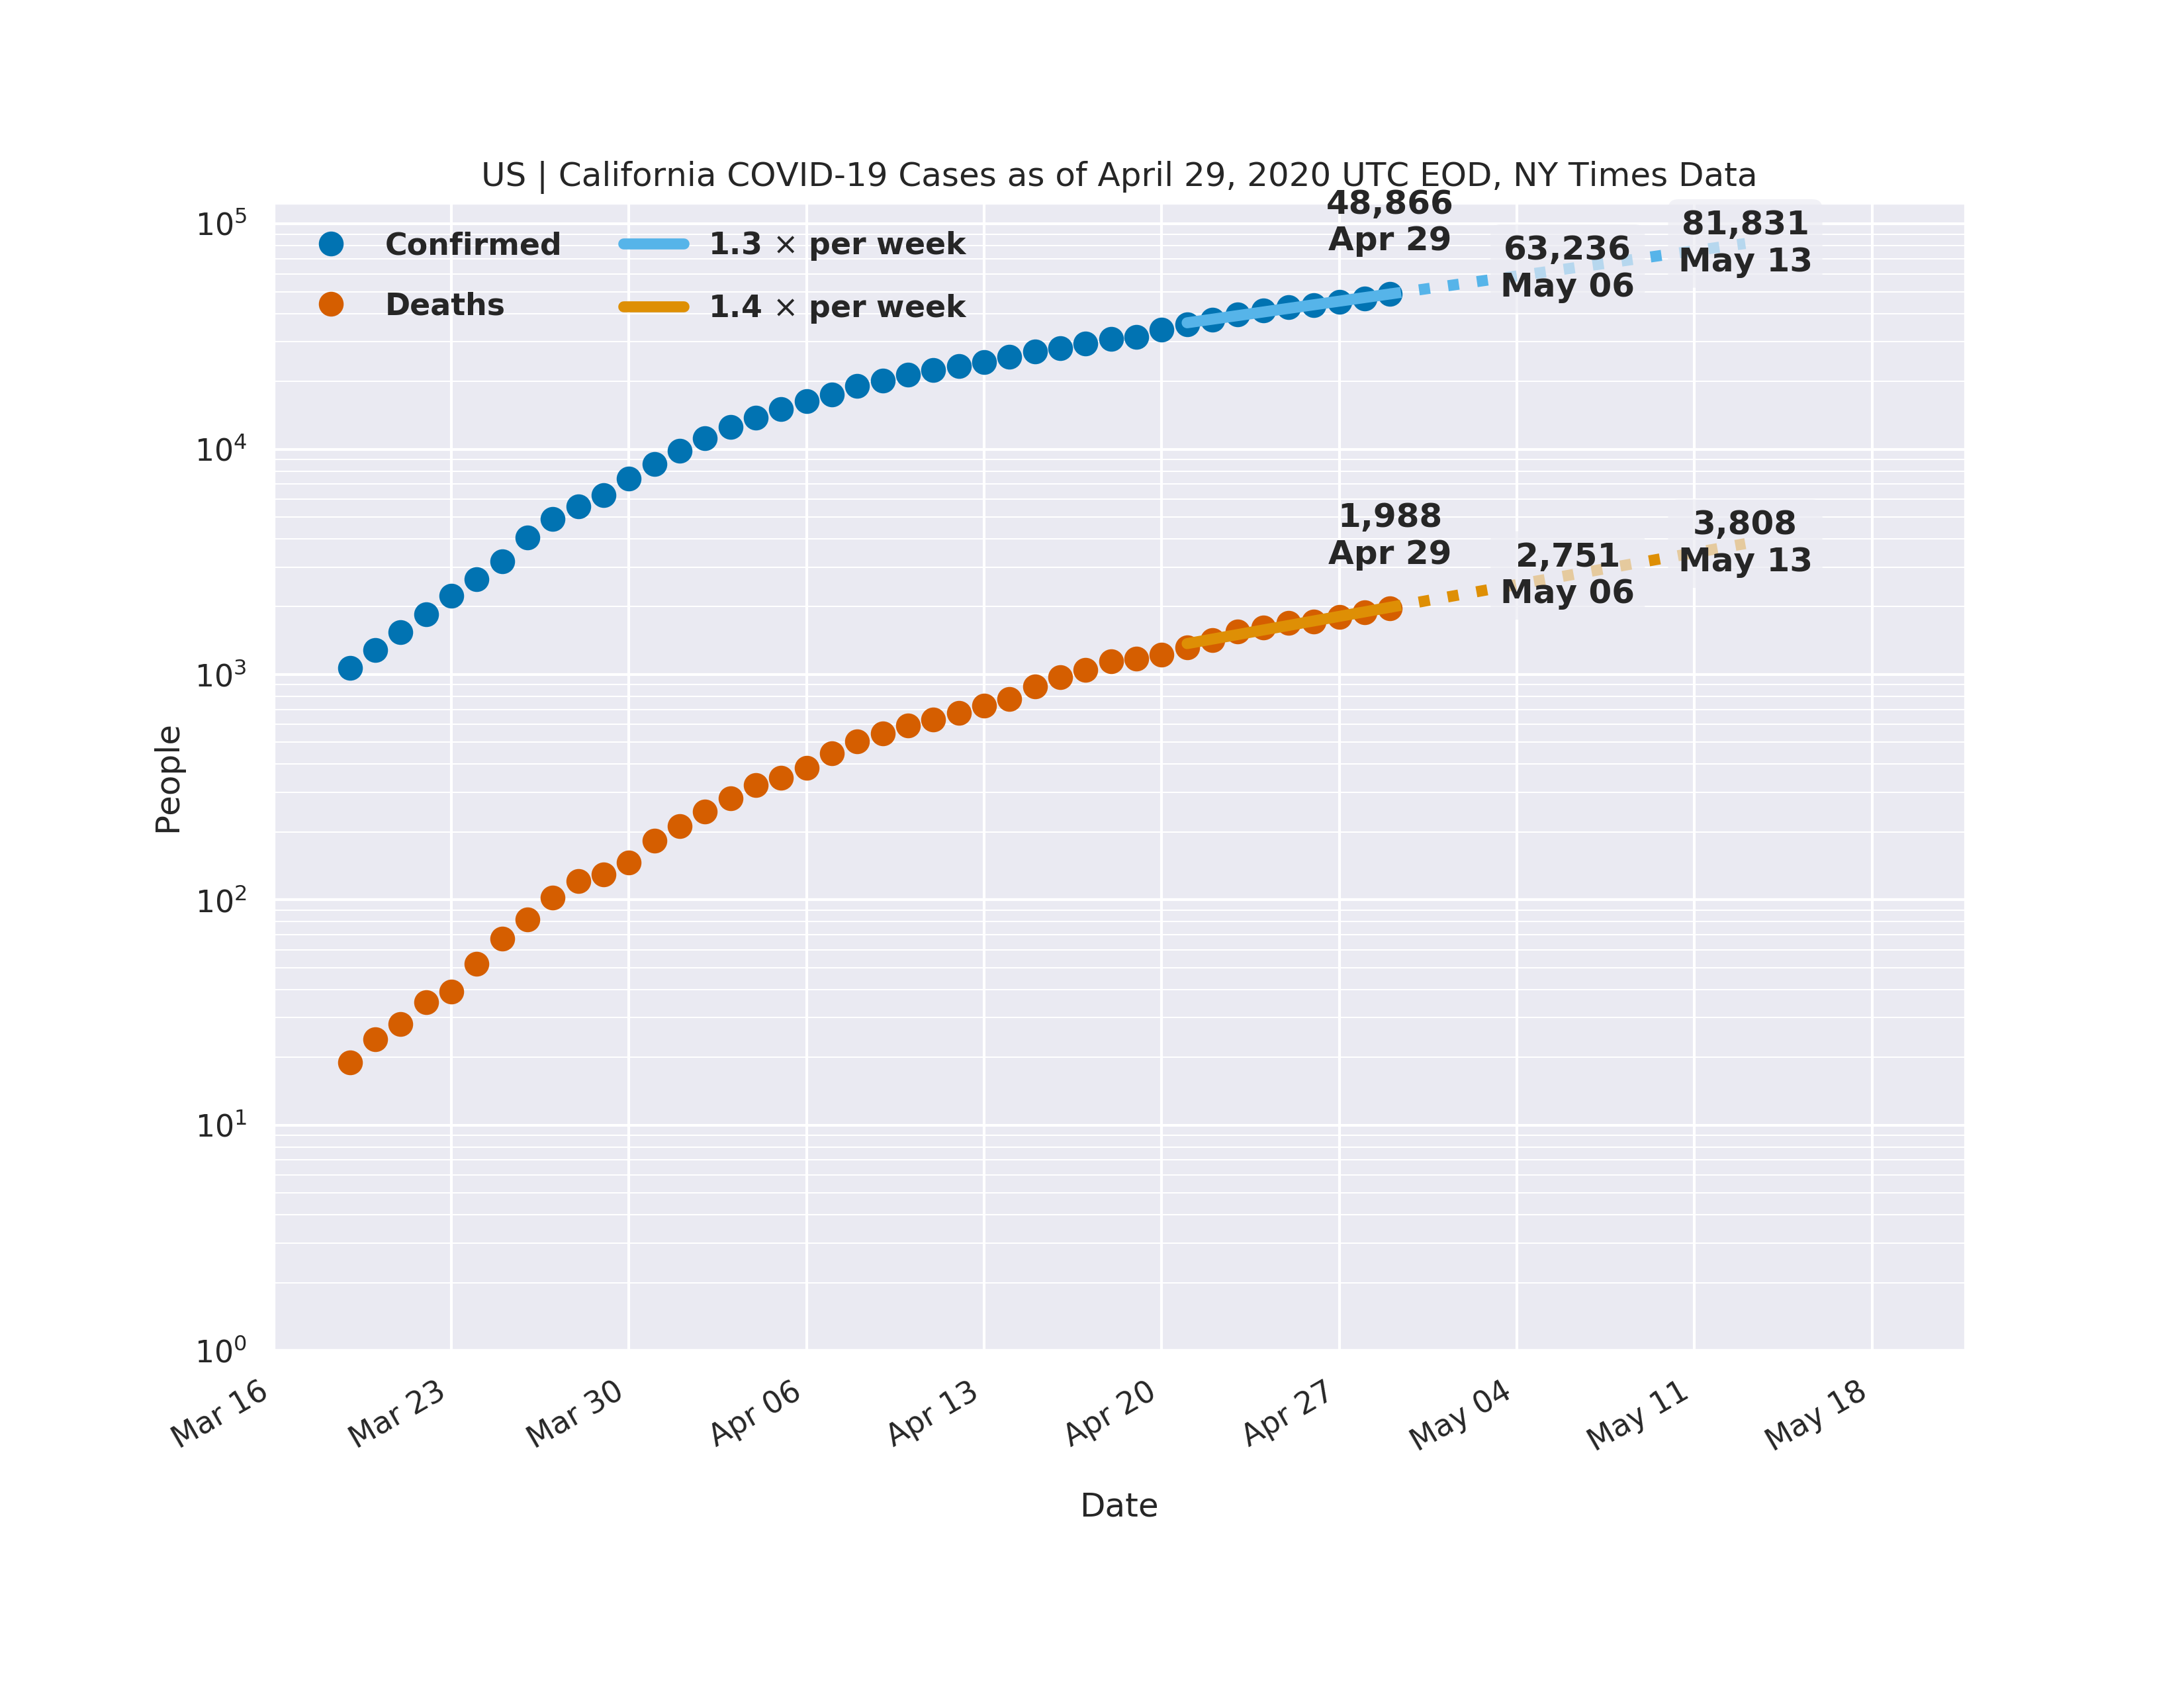 US | California COVID-19 Cases as of April 29, 2020 UTC EOD, NY Times Data
Confirmed
Deaths
1.3 × per week
1.4 × per week
48,866
Apr 29
63,236
May 06
81,831
May 13
1,988
Apr 29
2,751
May 06
3,808
May 13
People
10⁵
10⁴
10³
10²
10¹
10⁰
Mar 16
Mar 23
Mar 30
Apr 06
Apr 13
Apr 20
Apr 27
May 04
May 11
May 18
Date